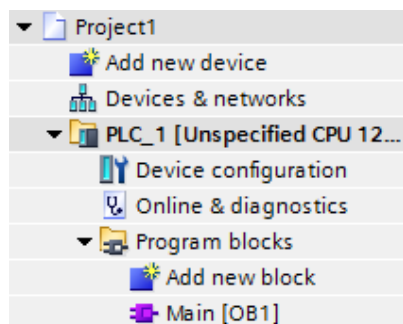 Project1
Add new device
Devices & networks
PLC_1 [Unspecified CPU 12...
Device configuration
Online & diagnostics
Program blocks
Add new block
Main [OB1]